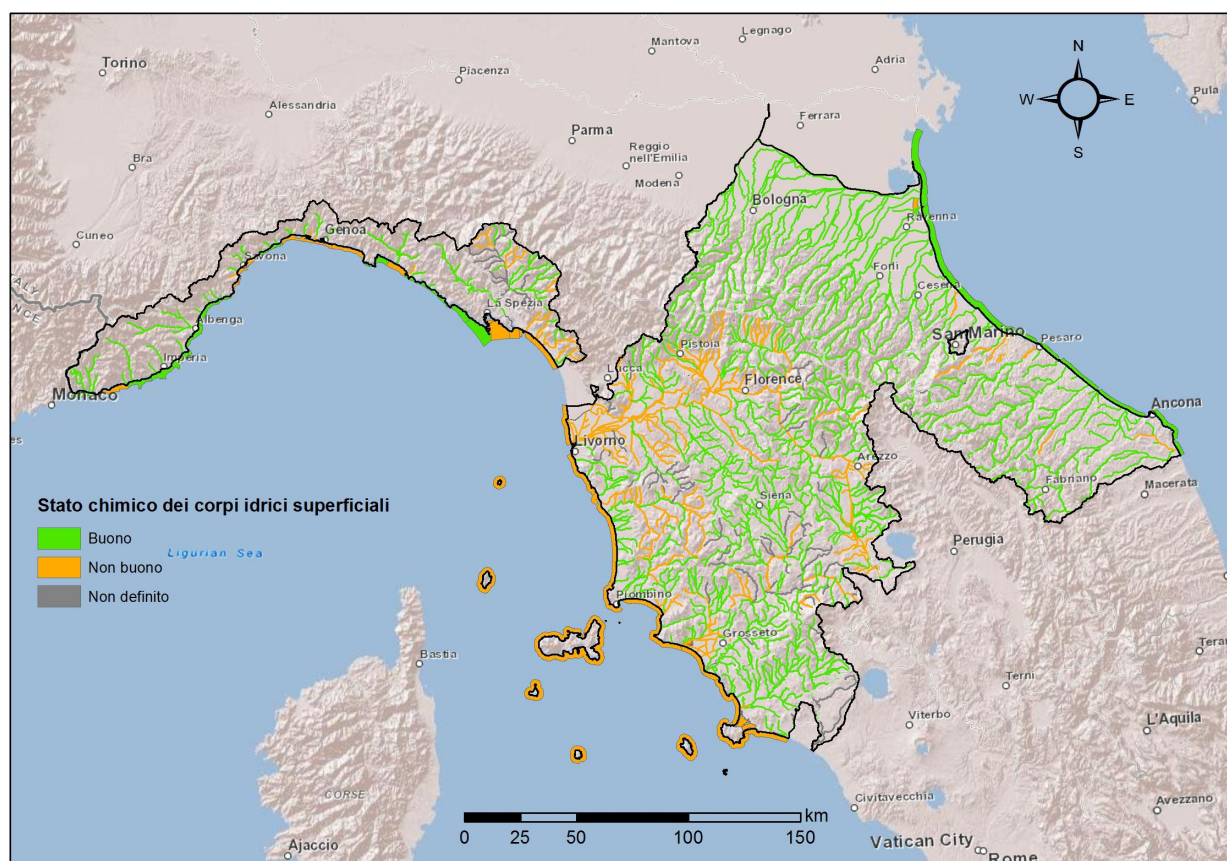 Legnago
Mantova
N
Torino
Adria
Piacenza
Pula
W
E
Alessandria
Ferrara
Parma
S
Reggio
nell'Emilia
Bra
Modena
Bologna
Ravenna
Cuneo
Genoa
Savona
Forlì
Cesena
La Spezia
Albenga
San Marino
Pesaro
Pistoia
Imperia
Lucca
Florence
Monaco
Ancona
Livorno
Arezzo
Fabriano
Macerata
Siena
Stato chimico dei corpi idrici superficiali
Buono
Ligurian Sea
Perugia
Non buono
Non definito
Piombino
Grosseto
Bastia
Terni
Viterbo
L'Aquila
CORSE
Civitavecchia
Avezzano
km
0
25
50
100
150
Ajaccio
Vatican City
Rome